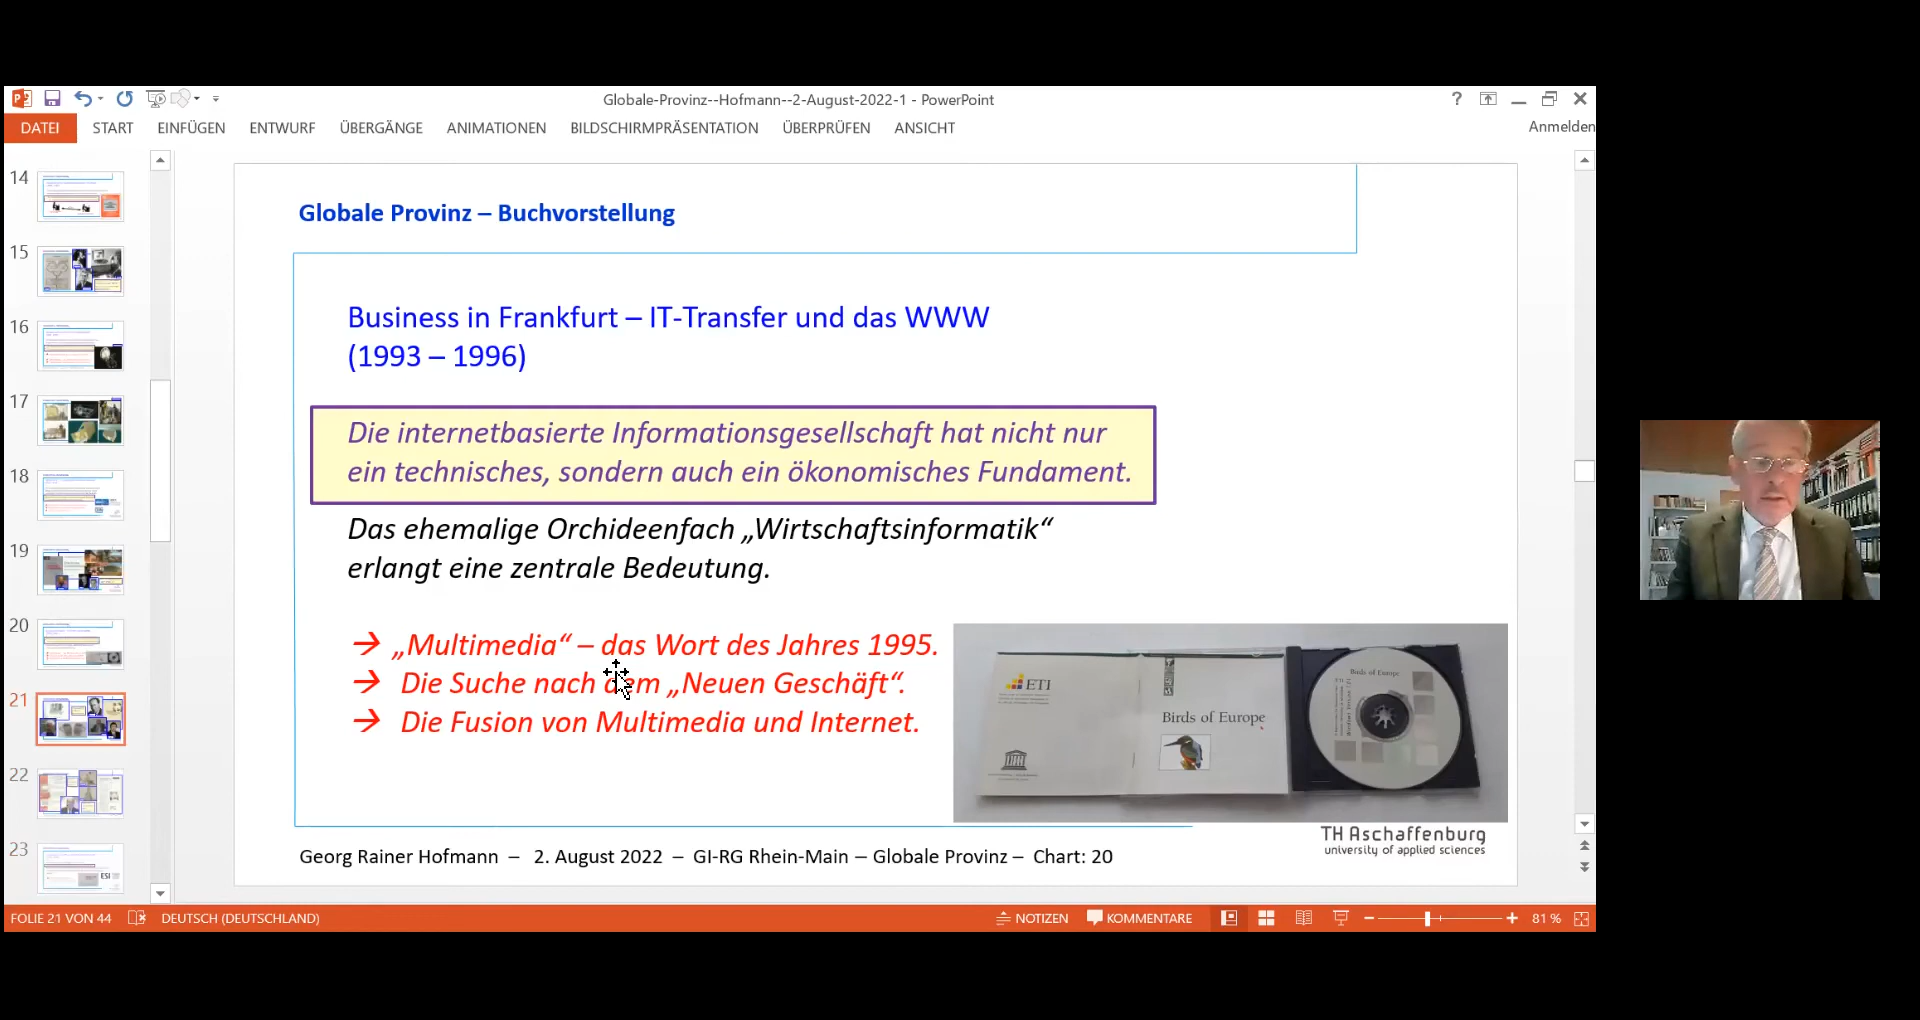 Globale-Provinz--Hofmann--2-August-2022-1 - PowerPoint
?
DATEI START EINFÜGEN ENTWURF ÜBERGÄNGE ANIMATIONEN BILDSCHIRMPRÄSENTATION ÜBERPRÜFEN ANSICHT
Anmelden
14
15
16
17
18
19
20
21
22
23
Globale Provinz – Buchvorstellung
Business in Frankfurt – IT-Transfer und das WWW
(1993 – 1996)
Die internetbasierte Informationsgesellschaft hat nicht nur
ein technisches, sondern auch ein ökonomisches Fundament.
Das ehemalige Orchideenfach „Wirtschaftsinformatik“
erlangt eine zentrale Bedeutung.
→ „Multimedia“ – das Wort des Jahres 1995.
→ Die Suche nach dem „Neuen Geschäft“.
→ Die Fusion von Multimedia und Internet.
ETI
Birds of Europe
Birds of Europe
TH Aschaffenburg
university of applied sciences
Georg Rainer Hofmann – 2. August 2022 – GI-RG Rhein-Main – Globale Provinz – Chart: 20
FOLIE 21 VON 44 DEUTSCH (DEUTSCHLAND) NOTIZEN KOMMENTARE 81 %